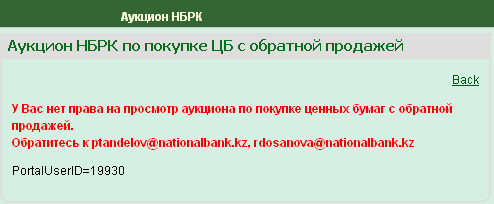 Аукцион НБРК
Аукцион НБРК по покупке ЦБ с обратной продажей
Back
У Вас нет права на просмотр аукциона по покупке ценных бумаг с обратной
продажей.
Обратитесь к ptandelov@nationalbank.kz, rdosanova@nationalbank.kz
PortalUserID=19930